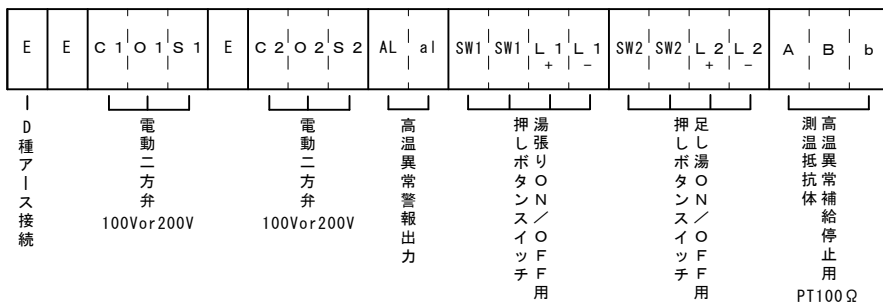 E E C1 O1 S1 E C2 O2 S2 AL al SW1 SW1 L1 L1 SW2 SW2 L2 L2 A B b
+ - + -
D種アース接続
電動二方弁
100Vor200V
電動二方弁
100Vor200V
高温異常警報出力
湯張りON/OFF用
押しボタンスイッチ
足し湯ON/OFF用
押しボタンスイッチ
高温異常補給停止用
測温抵抗体
PT100Ω